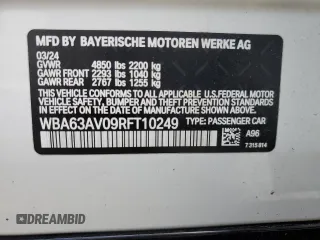 MFD BY BAYERISCHE MOTOREN WERKE AG
03/24
GVWR 4850 lbs 2200 kg
GAWR FRONT 2293 lbs 1040 kg
GAWR REAR 2767 lbs 1255 kg
THIS VEHICLE CONFORMS TO ALL APPLICABLE U.S. FEDERAL MOTOR VEHICLE SAFETY, BUMPER, AND THEFT PREVENTION STANDARDS IN EFFECT ON THE DATE OF MANUFACTURE SHOWN ABOVE.
WBA63AV09RFT10249 TYPE: PASSENGER CAR
A96
7 215 814
DREAMBID
DREAMBID.COM